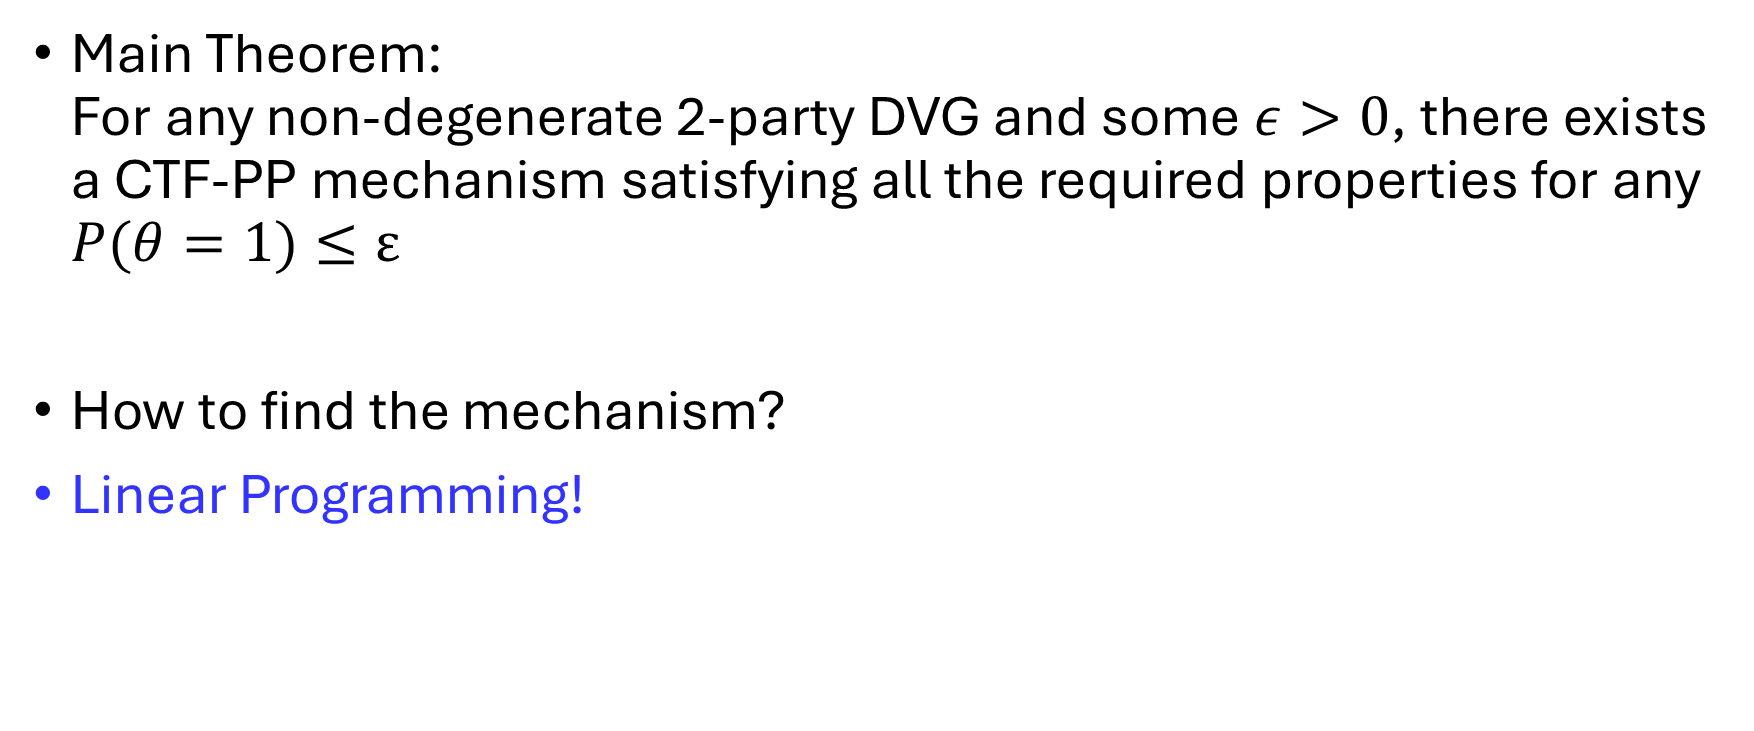 • Main Theorem:
For any non-degenerate 2-party DVG and some ϵ > 0, there exists
a CTF-PP mechanism satisfying all the required properties for any
P(θ = 1) ≤ ε
• How to find the mechanism?
• Linear Programming!